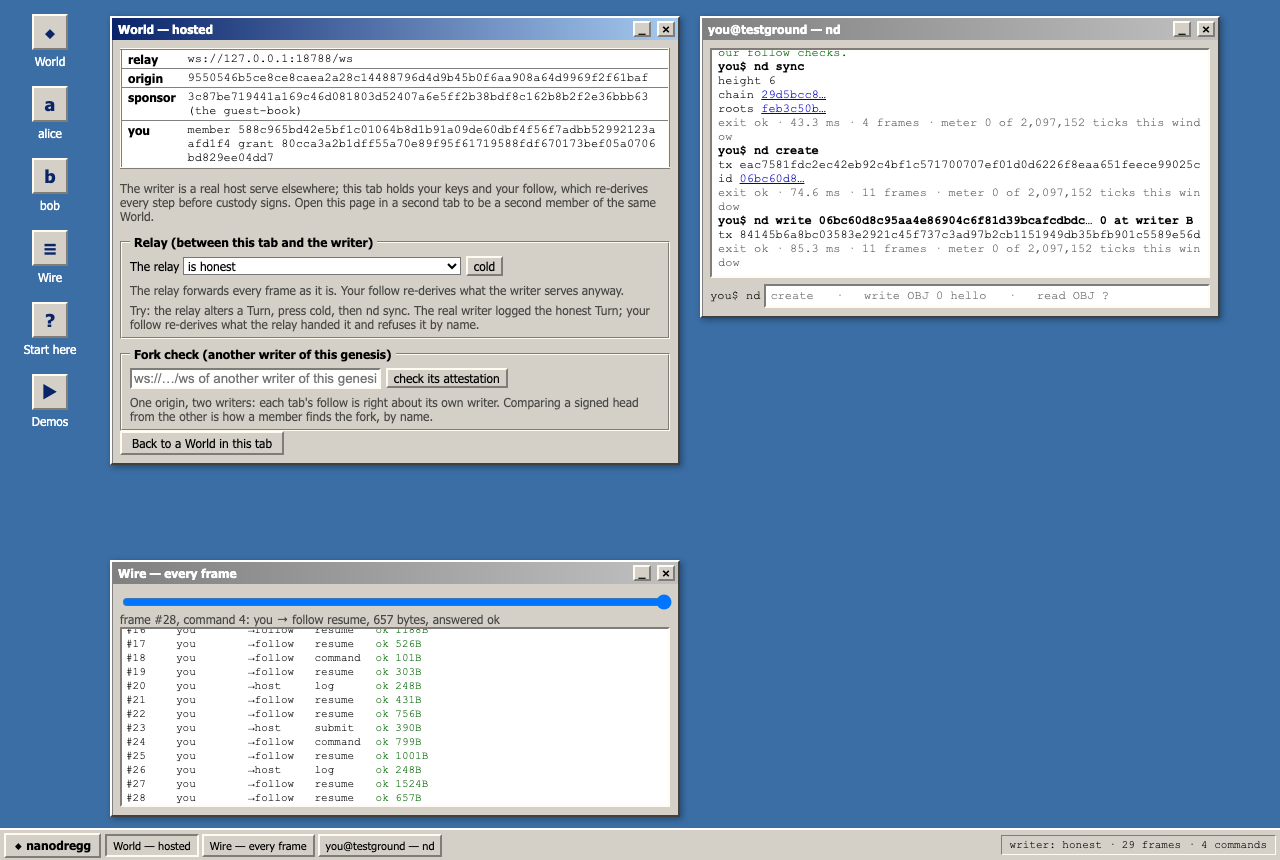 World
alice
bob
Wire
Start here
Demos
World — hosted
relay ws://127.0.0.1:18788/ws
origin 9550546b5ce8ce8caea2a28c14488796d4d9b45b0f6aa908a64d9969f2f61baf
sponsor 3c87be719441a169c46d081803d52407a6e5ff2b38bdf8c162b8b2f2e36bbb63
(the guest-book)
you member 588c965bd42e5bf1c01064b8d1b91a09de60dbf4f56f7adbb52992123a
afd1f4 grant 80cca3a2b1dff55a70e89f95f61719588fdf670173bef05a0706
bd829ee04dd7
The writer is a real host serve elsewhere; this tab holds your keys and your follow, which re-derives
every step before custody signs. Open this page in a second tab to be a second member of the same
World.
Relay (between this tab and the writer)
The relay is honest cold
The relay forwards every frame as it is. Your follow re-derives what the writer serves anyway.
Try: the relay alters a Turn, press cold, then nd sync. The real writer logged the honest Turn; your
follow re-derives what the relay handed it and refuses it by name.
Fork check (another writer of this genesis)
ws://…/ws of another writer of this genesi check its attestation
One origin, two writers: each tab's follow is right about its own writer. Comparing a signed head
from the other is how a member finds the fork, by name.
Back to a World in this tab
you@testground — nd
our follow checks.
you$ nd sync
height 6
chain 29d5bcc8…
roots feb3c50b…
exit ok · 43.3 ms · 4 frames · meter 0 of 2,097,152 ticks this wind
ow
you$ nd create
tx eac7581fdc2ec42eb92c4bf1c571700707ef01d0d6226f8eaa651feece99025c
id 06bc60d8…
exit ok · 74.6 ms · 11 frames · meter 0 of 2,097,152 ticks this win
dow
you$ nd write 06bc60d8c95aa4e86904c6f81d39bcafcdbdc… 0 at writer B
tx 84145b6a8bc03583e2921c45f737c3ad97b2cb1151949db35bfb901c5589e56d
exit ok · 85.3 ms · 11 frames · meter 0 of 2,097,152 ticks this win
dow
you$ nd create · write OBJ 0 hello · read OBJ ?
Wire — every frame
frame #28, command 4: you → follow resume, 657 bytes, answered ok
#16 you →follow resume ok 1188B
#17 you →follow resume ok 526B
#18 you →follow command ok 101B
#19 you →follow resume ok 303B
#20 you →host log ok 248B
#21 you →follow resume ok 431B
#22 you →follow resume ok 756B
#23 you →host submit ok 390B
#24 you →follow command ok 799B
#25 you →follow resume ok 1001B
#26 you →host log ok 248B
#27 you →follow resume ok 1524B
#28 you →follow resume ok 657B
nanodregg World — hosted Wire — every frame you@testground — nd writer: honest · 29 frames · 4 commands